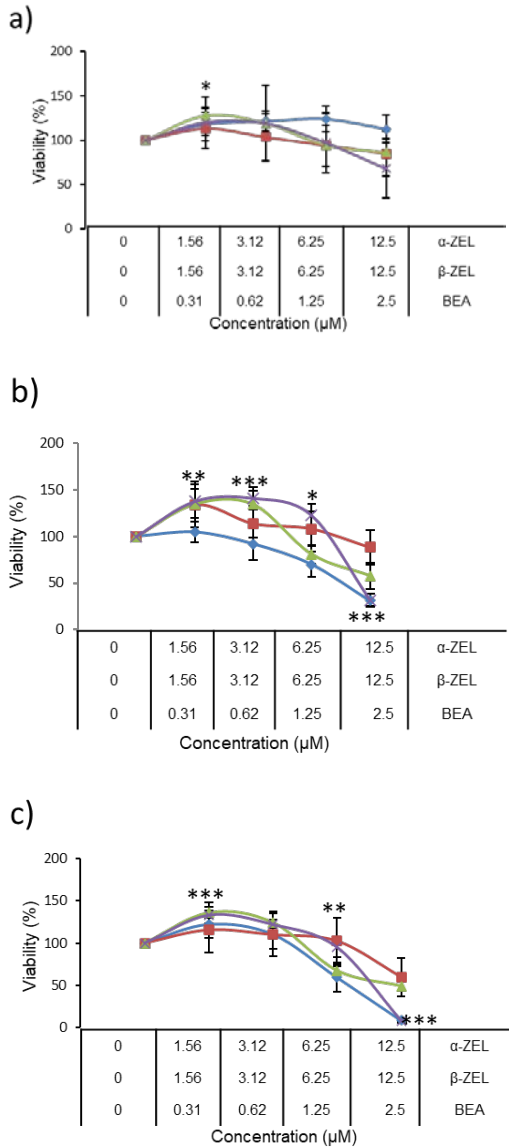 a)
200
*
150
100
50
0
Viability (%)
0 1.56 3.12 6.25 12.5 α-ZEL
0 1.56 3.12 6.25 12.5 β-ZEL
0 0.31 0.62 1.25 2.5 BEA
Concentration (µM)
b)
200
** *** *
150
100
50
0
***
Viability (%)
0 1.56 3.12 6.25 12.5 α-ZEL
0 1.56 3.12 6.25 12.5 β-ZEL
0 0.31 0.62 1.25 2.5 BEA
Concentration (µM)
c)
200
*** **
150
100
50
0
***
Viability (%)
0 1.56 3.12 6.25 12.5 α-ZEL
0 1.56 3.12 6.25 12.5 β-ZEL
0 0.31 0.62 1.25 2.5 BEA
Concentration (µM)